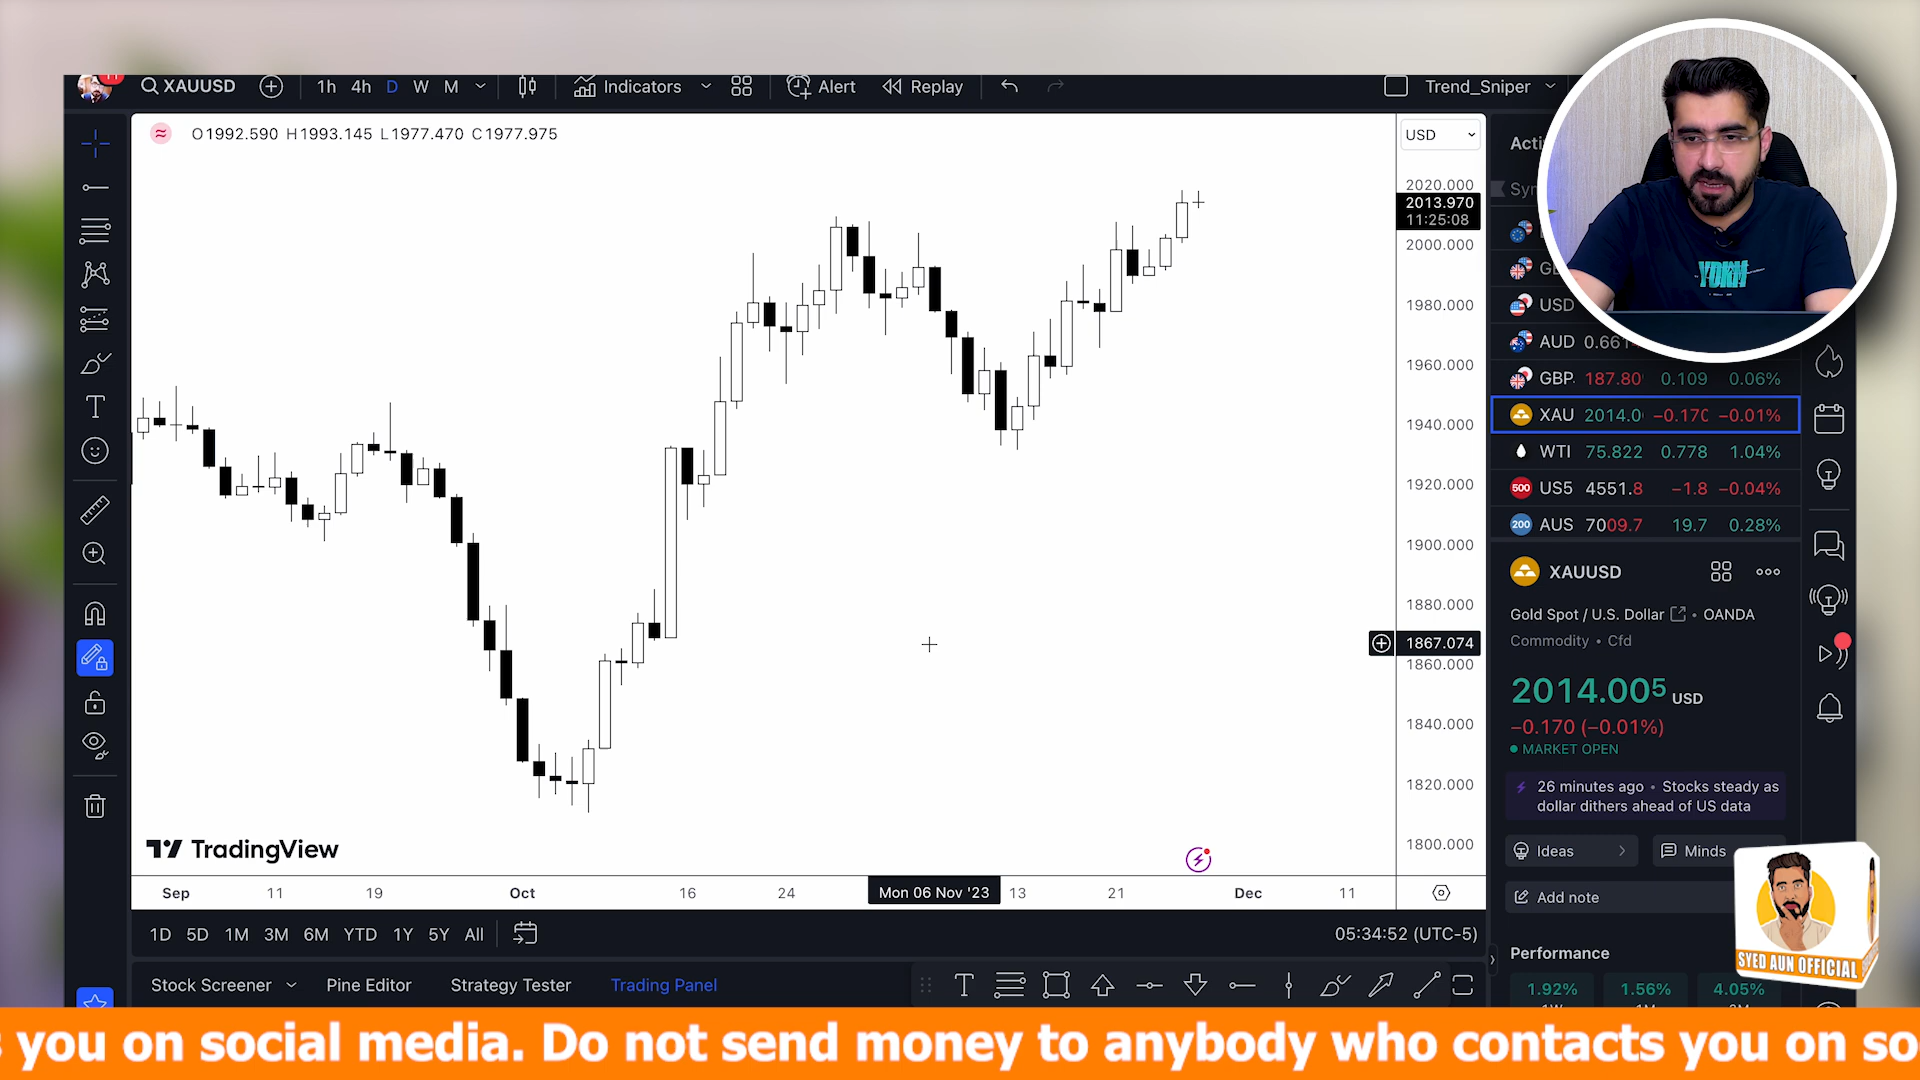 XAUUSD
1h 4h D W M
Indicators
Alert
Replay
Trend_Sniper
O1992.590 H1993.145 L1977.470 C1977.975
USD
2020.000
2013.970
11:25:08
2000.000
1980.000
1960.000
1940.000
1920.000
1900.000
1880.000
1867.074
1860.000
1840.000
1820.000
1800.000
TradingView
Sep 11 19 Oct 16 24 Mon 06 Nov '23 13 21 Dec 11
1D 5D 1M 3M 6M YTD 1Y 5Y All
05:34:52 (UTC-5)
Stock Screener Pine Editor Strategy Tester Trading Panel
YDKM
USD
AUD
GBP. 187.80 0.109 0.06%
XAU 2014.0 −0.170 −0.01%
WTI 75.822 0.778 1.04%
500 US5 4551.8 −1.8 −0.04%
200 AUS 7009.7 19.7 0.28%
XAUUSD
Gold Spot / U.S. Dollar • OANDA
Commodity • Cfd
2014.005 USD
−0.170 (−0.01%)
MARKET OPEN
26 minutes ago • Stocks steady as
dollar dithers ahead of US data
Ideas
Minds
Add note
Performance
1.92% 1.56% 4.05%
SYED AUN OFFICIAL
you on social media. Do not send money to anybody who contacts you on so